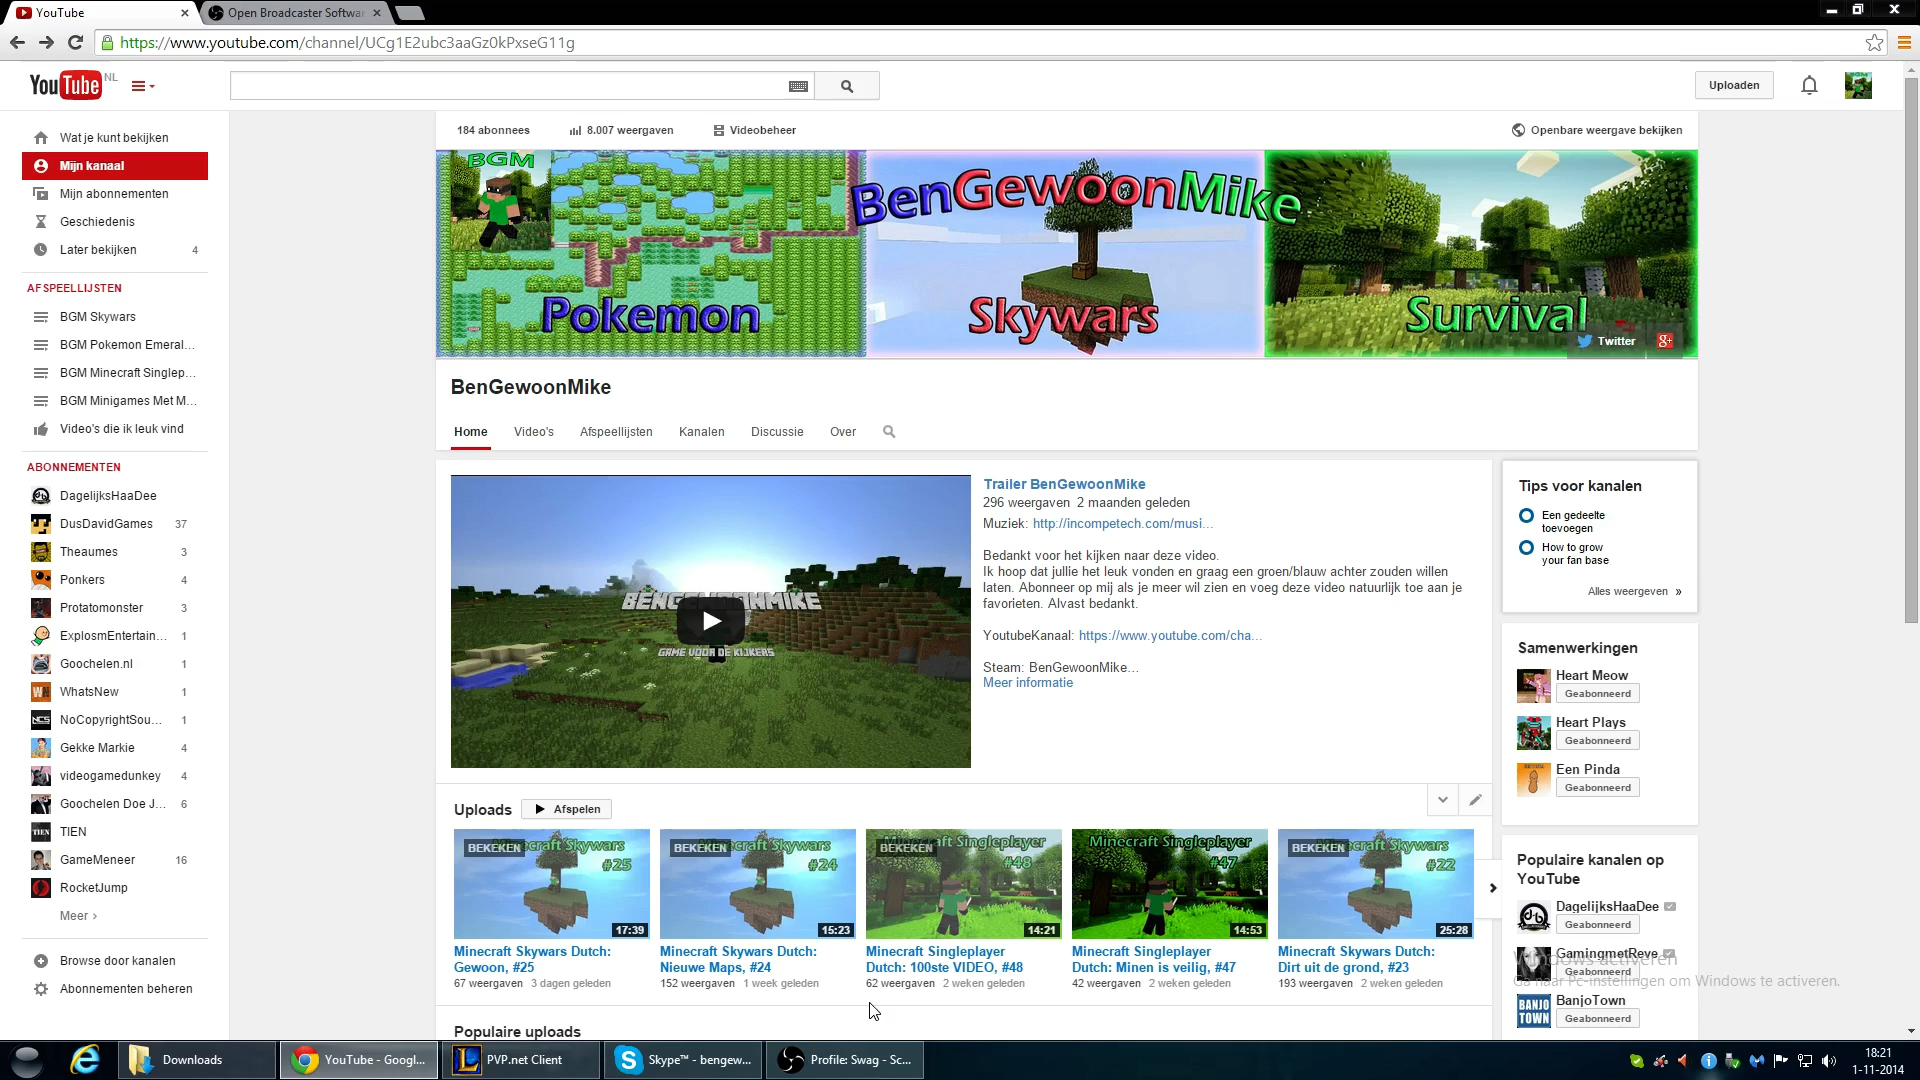 YouTube
Open Broadcaster Softwa
https://www.youtube.com/channel/UCg1E2ubc3aaGz0kPxseG11g
YouTube NL
Uploaden
Wat je kunt bekijken
Mijn kanaal
Mijn abonnementen
Geschiedenis
Later bekijken 4
AFSPEELLIJSTEN
BGM Skywars
BGM Pokemon Emeral...
BGM Minecraft Singlep...
BGM Minigames Met M...
Video's die ik leuk vind
ABONNEMENTEN
DagelijksHaaDee
DusDavidGames 37
Theaumes 3
Ponkers 4
Protatomonster 3
ExplosmEntertain... 1
Goochelen.nl 1
WhatsNew 1
NoCopyrightSou... 1
Gekke Markie 4
videogamedunkey 4
Goochelen Doe J... 6
TIEN
GameMeneer 16
RocketJump
Meer ›
Browse door kanalen
Abonnementen beheren
184 abonnees 8.007 weergaven Videobeheer Openbare weergave bekijken
BGM
BenGewoonMike
Pokemon Skywars Survival
Twitter
BenGewoonMike
Home Video's Afspeellijsten Kanalen Discussie Over
BENGEWOONMIKE
GAME VOOR DE KIJKERS
Trailer BenGewoonMike
296 weergaven 2 maanden geleden
Muziek: http://incompetech.com/musi...
Bedankt voor het kijken naar deze video.
Ik hoop dat jullie het leuk vonden en graag een groen/blauw achter zouden willen
laten. Abonneer op mij als je meer wil zien en voeg deze video natuurlijk toe aan je
favorieten. Alvast bedankt.
YoutubeKanaal: https://www.youtube.com/cha...
Steam: BenGewoonMike...
Meer informatie
Uploads Afspelen
BEKEKEN craft Skywars #25 17:39
Minecraft Skywars Dutch:
Gewoon, #25
67 weergaven 3 dagen geleden
BEKEKEN craft Skywars #24 15:23
Minecraft Skywars Dutch:
Nieuwe Maps, #24
152 weergaven 1 week geleden
BEKEKEN aft Singleplayer #48 14:21
Minecraft Singleplayer
Dutch: 100ste VIDEO, #48
62 weergaven 2 weken geleden
Minecraft Singleplayer #47 14:53
Minecraft Singleplayer
Dutch: Minen is veilig, #47
42 weergaven 2 weken geleden
BEKEKEN craft Skywars #22 25:28
Minecraft Skywars Dutch:
Dirt uit de grond, #23
193 weergaven 2 weken geleden
Populaire uploads
Tips voor kanalen
Een gedeelte
toevoegen
How to grow
your fan base
Alles weergeven »
Samenwerkingen
Heart Meow
Geabonneerd
Heart Plays
Geabonneerd
Een Pinda
Geabonneerd
Populaire kanalen op
YouTube
DagelijksHaaDee
Geabonneerd
GamingmetReve
Geabonneerd
BANJO
TOWN
BanjoTown
Geabonneerd
Windows activeren
Ga naar Pc-instellingen om Windows te activeren.
Downloads
YouTube - Googl...
PVP.net Client
Skype™ - bengew...
Profile: Swag - Sc...
18:21
1-11-2014